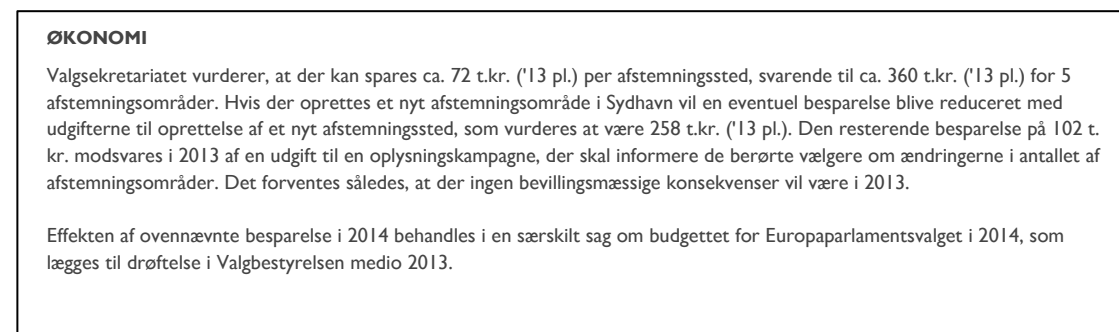 ØKONOMI
Valgsekretariatet vurderer, at der kan spares ca. 72 t.kr. ('13 pl.) per afstemningssted, svarende til ca. 360 t.kr. ('13 pl.) for 5
afstemningsområder. Hvis der oprettes et nyt afstemningsområde i Sydhavn vil en eventuel besparelse blive reduceret med
udgifterne til oprettelse af et nyt afstemningssted, som vurderes at være 258 t.kr. ('13 pl.). Den resterende besparelse på 102 t.
kr. modsvares i 2013 af en udgift til en oplysningskampagne, der skal informere de berørte vælgere om ændringerne i antallet af
afstemningsområder. Det forventes således, at der ingen bevillingsmæssige konsekvenser vil være i 2013.
Effekten af ovennævnte besparelse i 2014 behandles i en særskilt sag om budgettet for Europaparlamentsvalget i 2014, som
lægges til drøftelse i Valgbestyrelsen medio 2013.